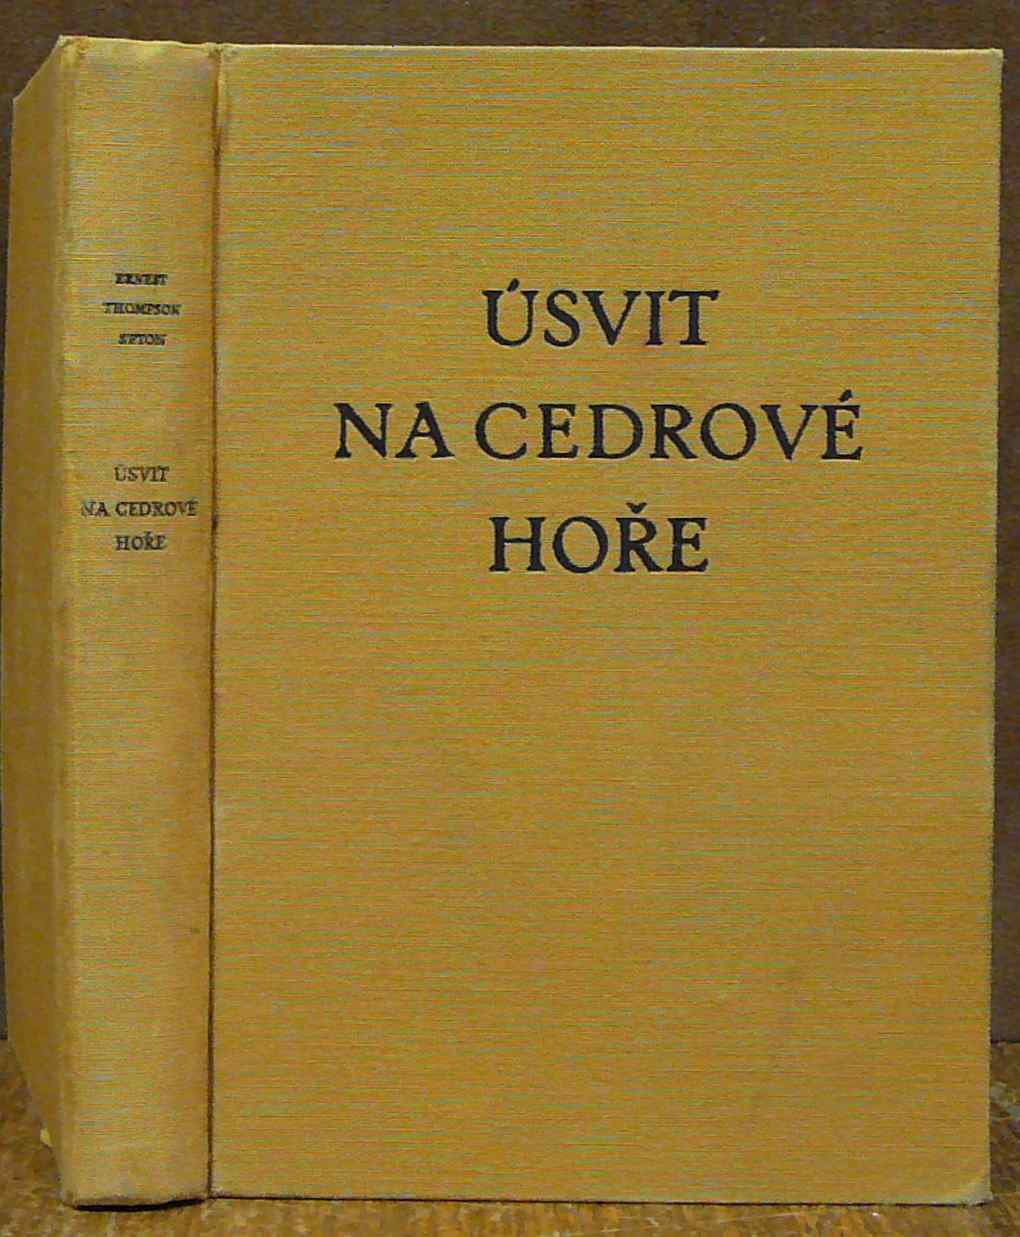 ERNEST
THOMPSON
SETON
ÚSVIT
NA CEDROVÉ
HOŘE
ÚSVIT
NA CEDROVÉ
HOŘE